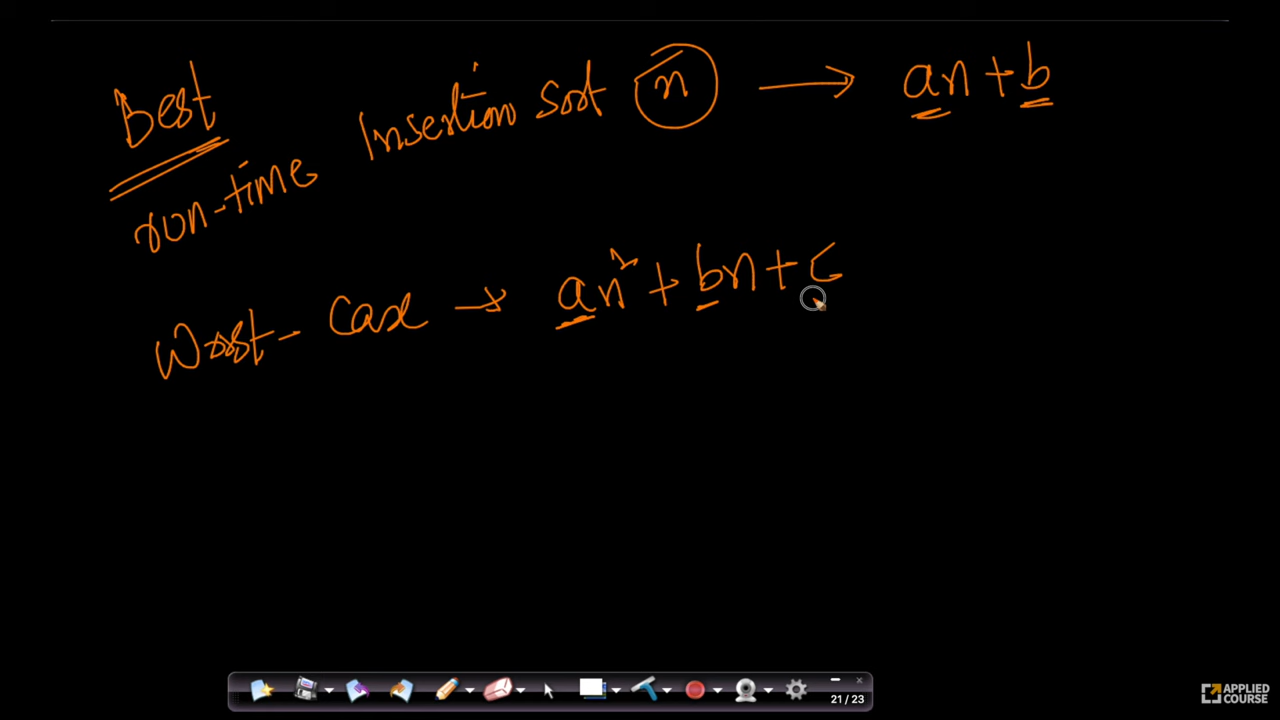 Best Insertion Sort n → an + b
run-time
Worst-Case → an² + bn + c
21 / 23
APPLIED
COURSE